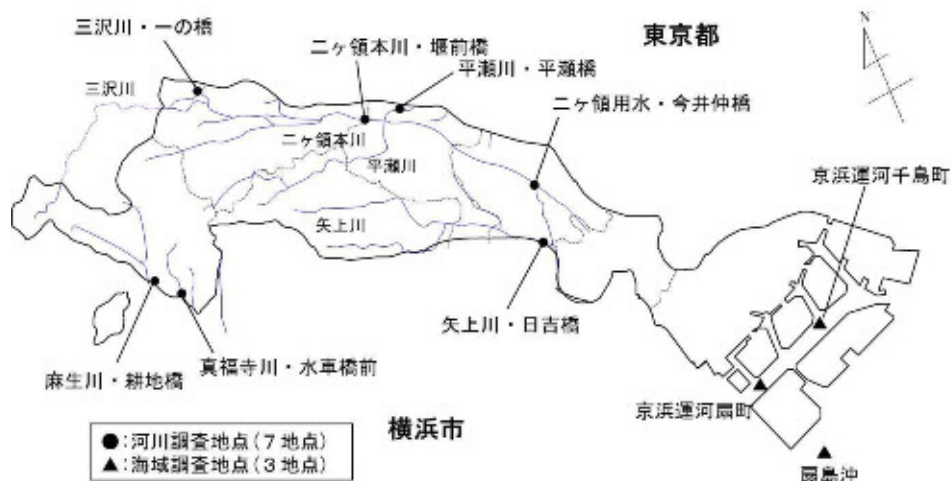 三沢川・一の橋
二ヶ領本川・堰前橋
東京都
N
平瀬川・平瀬橋
三沢川
二ヶ領用水・今井仲橋
二ヶ領本川
平瀬川
京浜運河千鳥町
矢上川
矢上川・日吉橋
真福寺川・水車橋前
麻生川・耕地橋
京浜運河扇町
横浜市
●:河川調査地点(7地点)
▲:海域調査地点(3地点)
扇島沖